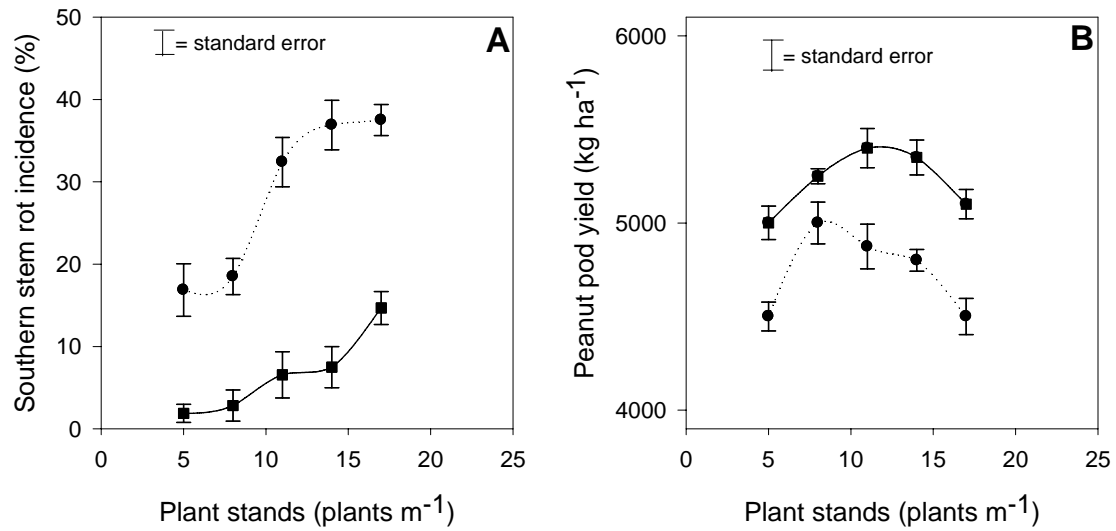 A
= standard error
Southern stem rot incidence (%)
50
40
30
20
10
0
0 5 10 15 20 25
Plant stands (plants m⁻¹)
B
= standard error
Peanut pod yield (kg ha⁻¹)
6000
5000
4000
0 5 10 15 20 25
Plant stands (plants m⁻¹)